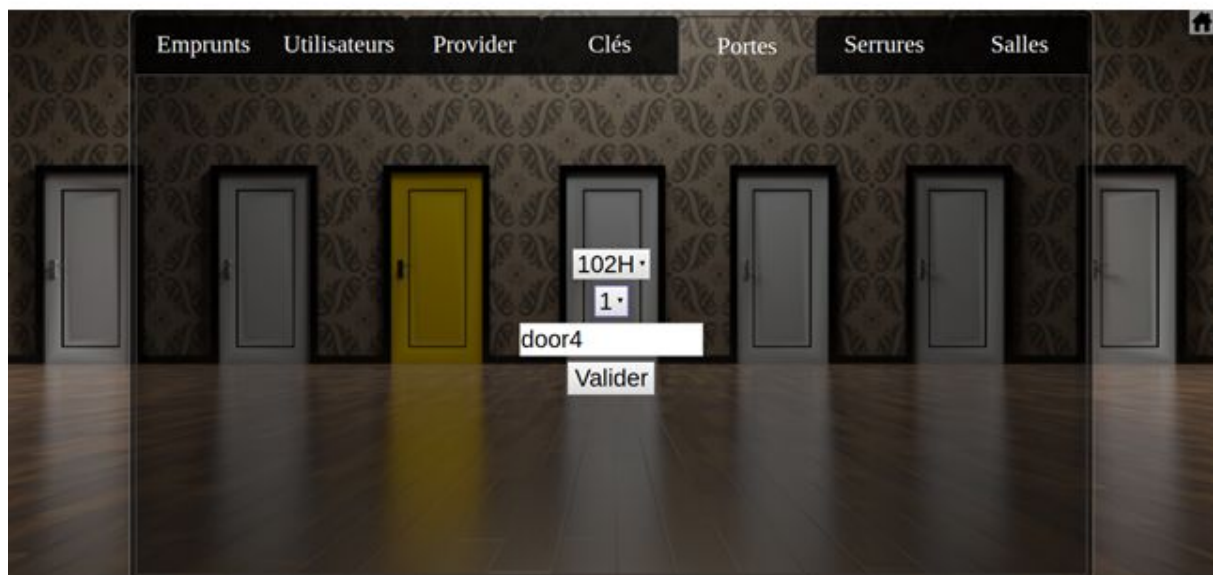 Emprunts Utilisateurs Provider Clés Portes Serrures Salles
102H
1
door4
Valider